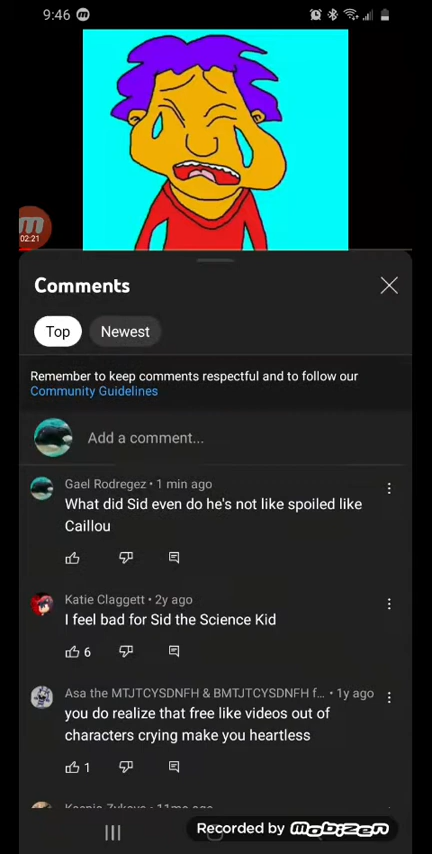 9:46
02:21
Comments
Top
Newest
Remember to keep comments respectful and to follow our
Community Guidelines
Add a comment...
Gael Rodregez • 1 min ago
What did Sid even do he's not like spoiled like
Caillou
Katie Claggett • 2y ago
I feel bad for Sid the Science Kid
6
Asa the MTJTCYSDNFH & BMTJTCYSDNFH f... • 1y ago
you do realize that free like videos out of
characters crying make you heartless
1
11mo ago
Recorded by Mobizen